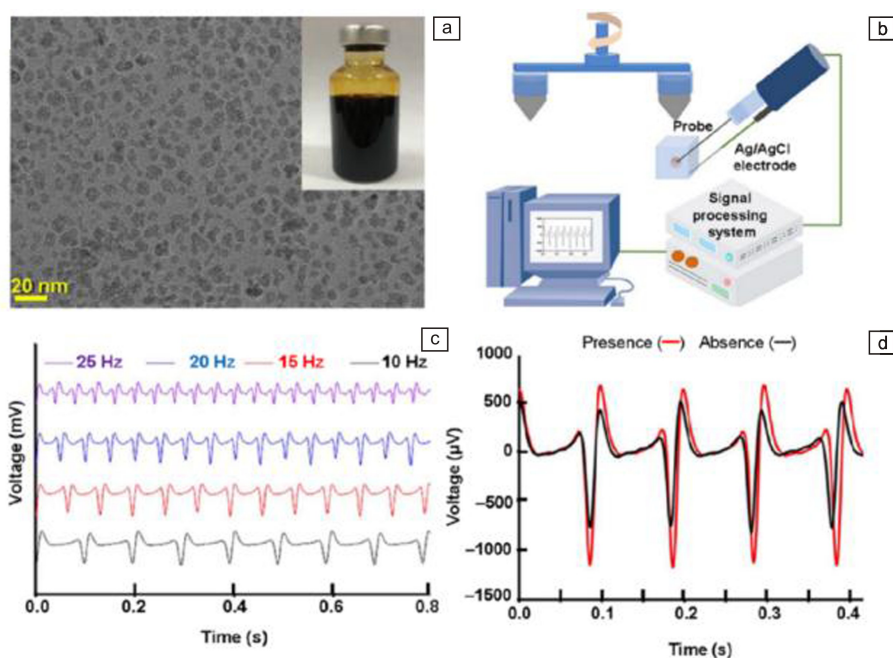 a
20 nm
b
Probe
Ag/AgCl
electrode
Signal
processing
system
c
25 Hz 20 Hz 15 Hz 10 Hz
Voltage (mV)
0.0 0.2 0.4 0.6 0.8
Time (s)
d
Presence (—) Absence (—)
1000
500
0
−500
−1000
−1500
Voltage (µV)
0.0 0.1 0.2 0.3 0.4
Time (s)